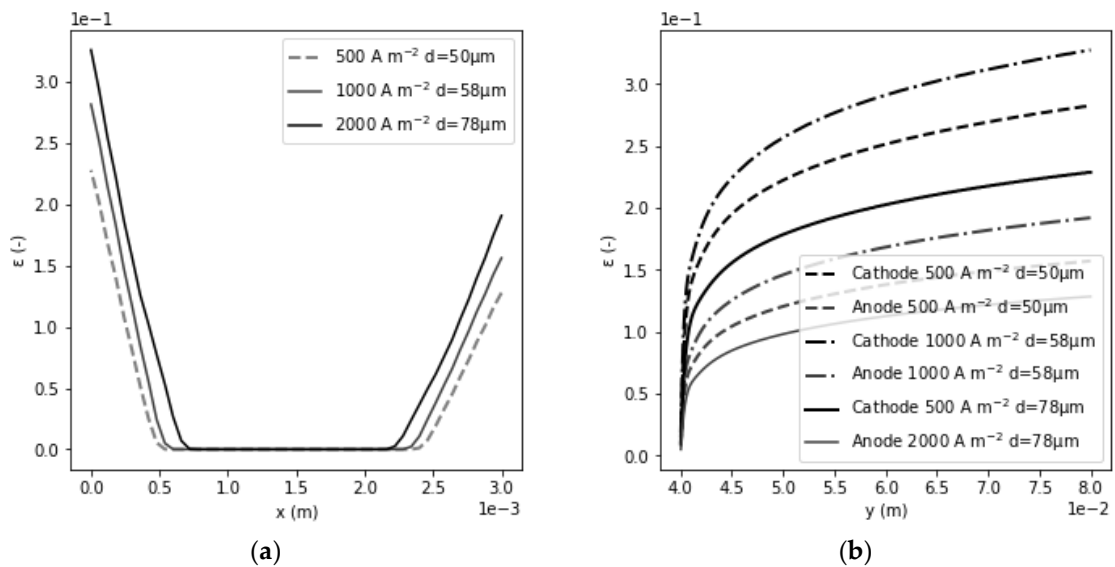 1e−1
500 A m−2 d=50μm
1000 A m−2 d=58μm
2000 A m−2 d=78μm
3.0
2.5
2.0
1.5
1.0
0.5
0.0
ε (-)
0.0 0.5 1.0 1.5 2.0 2.5 3.0
x (m)
1e−3
(a)
1e−1
3.0
2.5
2.0
1.5
1.0
0.5
0.0
ε (-)
Cathode 500 A m−2 d=50μm
Anode 500 A m−2 d=50μm
Cathode 1000 A m−2 d=58μm
Anode 1000 A m−2 d=58μm
Cathode 500 A m−2 d=78μm
Anode 2000 A m−2 d=78μm
4.0 4.5 5.0 5.5 6.0 6.5 7.0 7.5 8.0
y (m)
1e−2
(b)